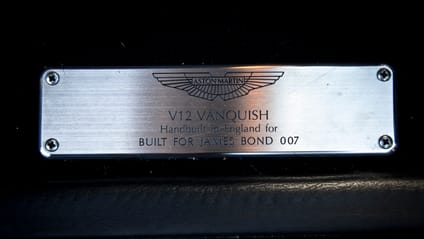 ASTON MARTIN
V12 VANQUISH
Handbuilt in England for
BUILT FOR JAMES BOND 007